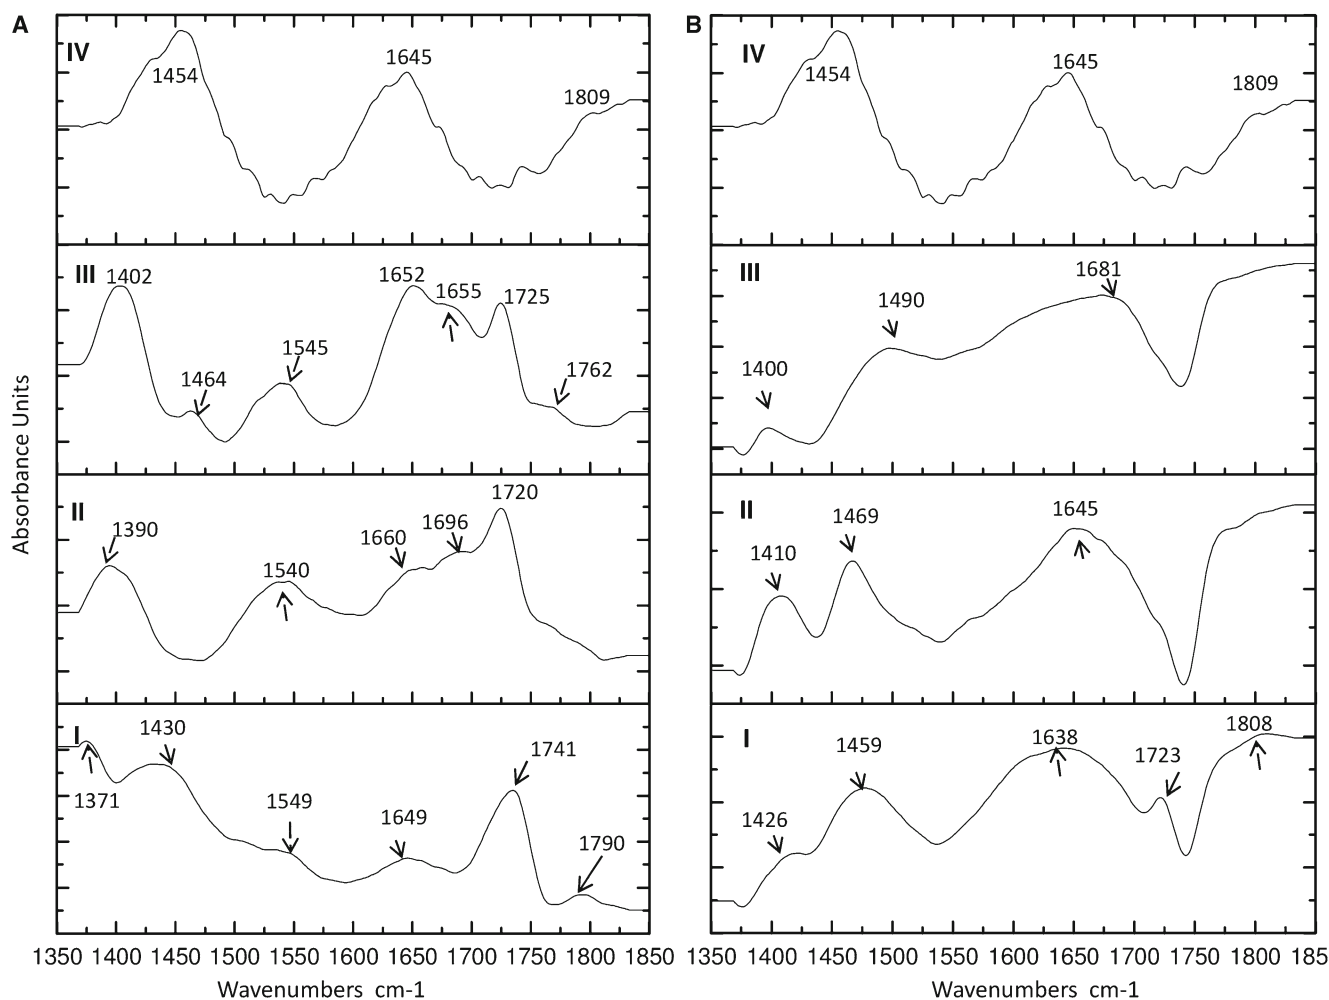 A
IV
1454
1645
1809
III
1402
1464
1545
1652
1655
1725
1762
II
1390
1540
1660
1696
1720
I
1371
1430
1549
1649
1741
1790
1350 1400 1450 1500 1550 1600 1650 1700 1750 1800 1850
Wavenumbers cm-1
Absorbance Units
B
IV
1454
1645
1809
III
1400
1490
1681
II
1410
1469
1645
I
1426
1459
1638
1723
1808
1350 1400 1450 1500 1550 1600 1650 1700 1750 1800 1850
Wavenumbers cm-1